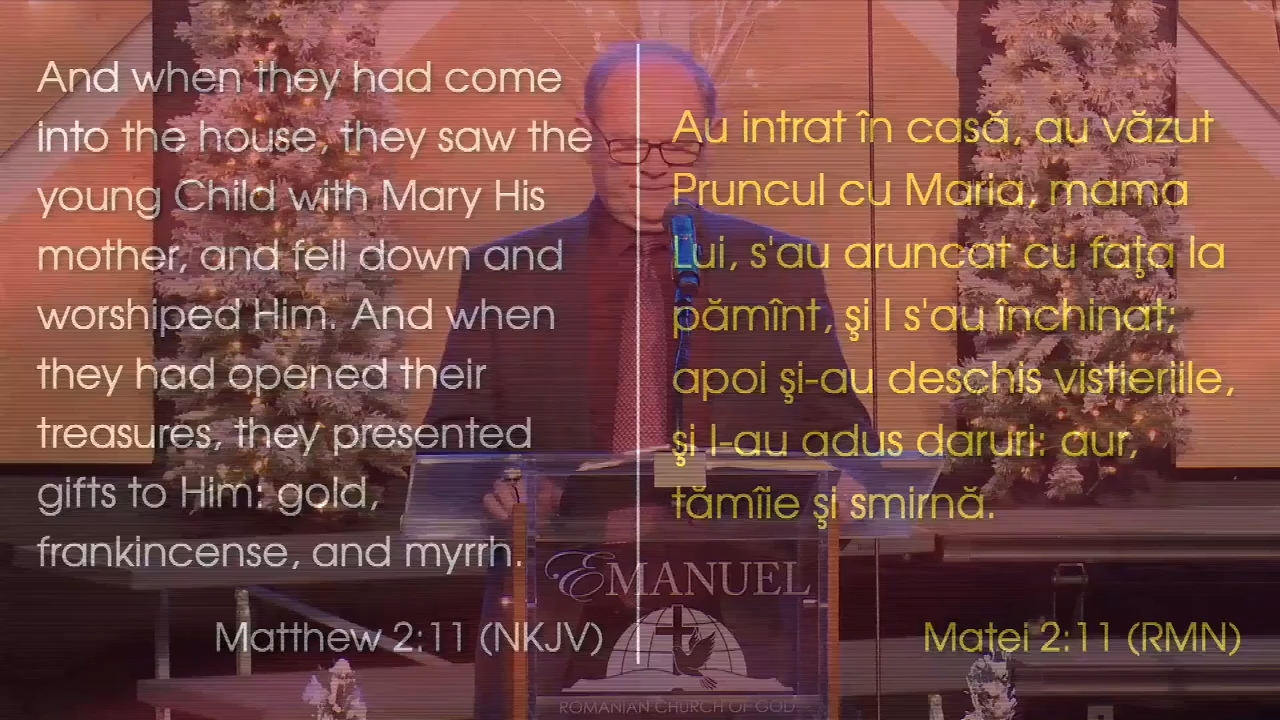 And when they had come
into the house, they saw the
young Child with Mary His
mother, and fell down and
worshiped Him. And when
they had opened their
treasures, they presented
gifts to Him: gold,
frankincense, and myrrh.
Matthew 2:11 (NKJV)
Au intrat în casă, au văzut
Pruncul cu Maria, mama
Lui, s'au aruncat cu faţa la
pămînt, şi I s'au închinat;
apoi şi-au deschis vistieriile,
şi I-au adus daruri: aur,
tămîie şi smirnă.
Matei 2:11 (RMN)
EMANUEL
ROMANIAN CHURCH OF GOD